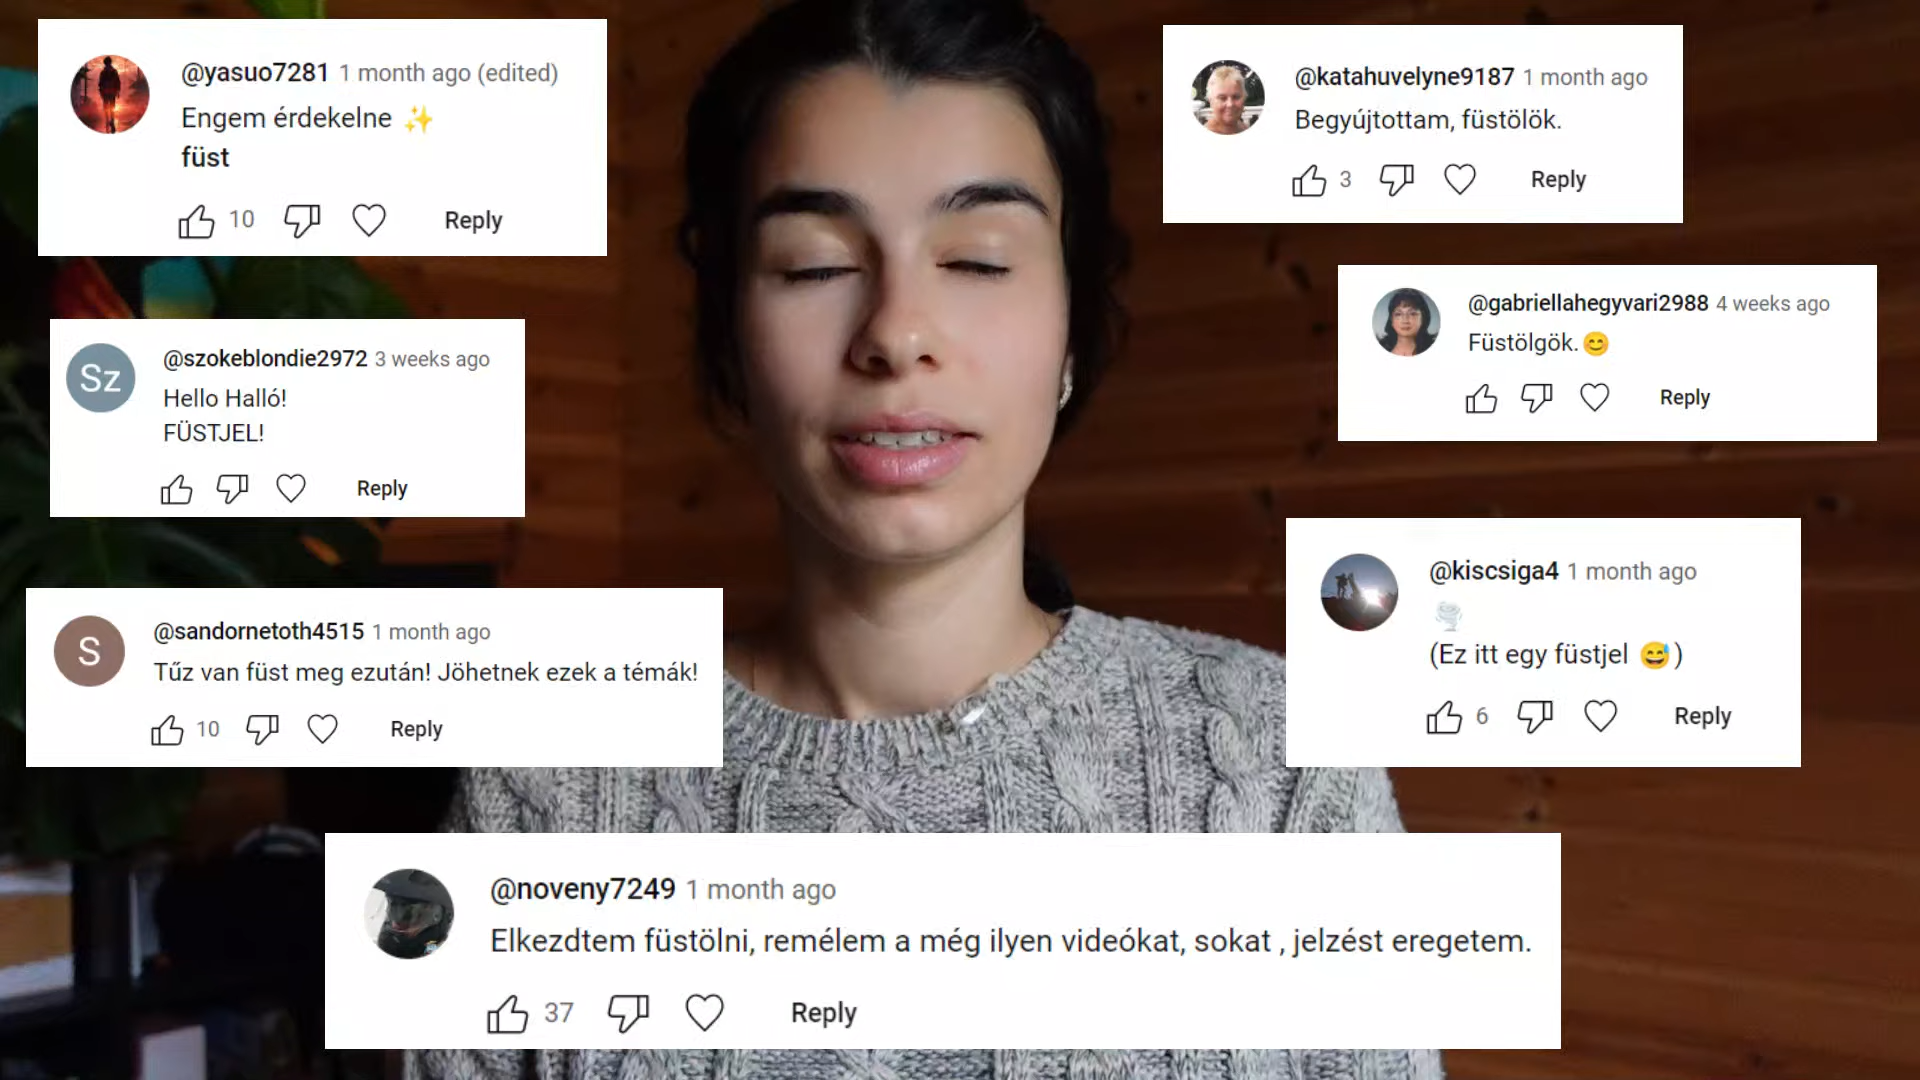 @yasuo7281 1 month ago (edited)
Engem érdekelne ✨
füst
10 Reply
@katahuvelyne9187 1 month ago
Begyújtottam, füstölök.
3 Reply
@gabriellahegyvari2988 4 weeks ago
Füstölgök.😊
Reply
Sz
@szokeblondie2972 3 weeks ago
Hello Halló!
FÜSTJEL!
Reply
S
@sandornetoth4515 1 month ago
Tűz van füst meg ezután! Jöhetnek ezek a témák!
10 Reply
@kiscsiga4 1 month ago
🌪️
(Ez itt egy füstjel 😅)
6 Reply
@noveny7249 1 month ago
Elkezdtem füstölni, remélem a még ilyen videókat, sokat , jelzést eregetem.
37 Reply